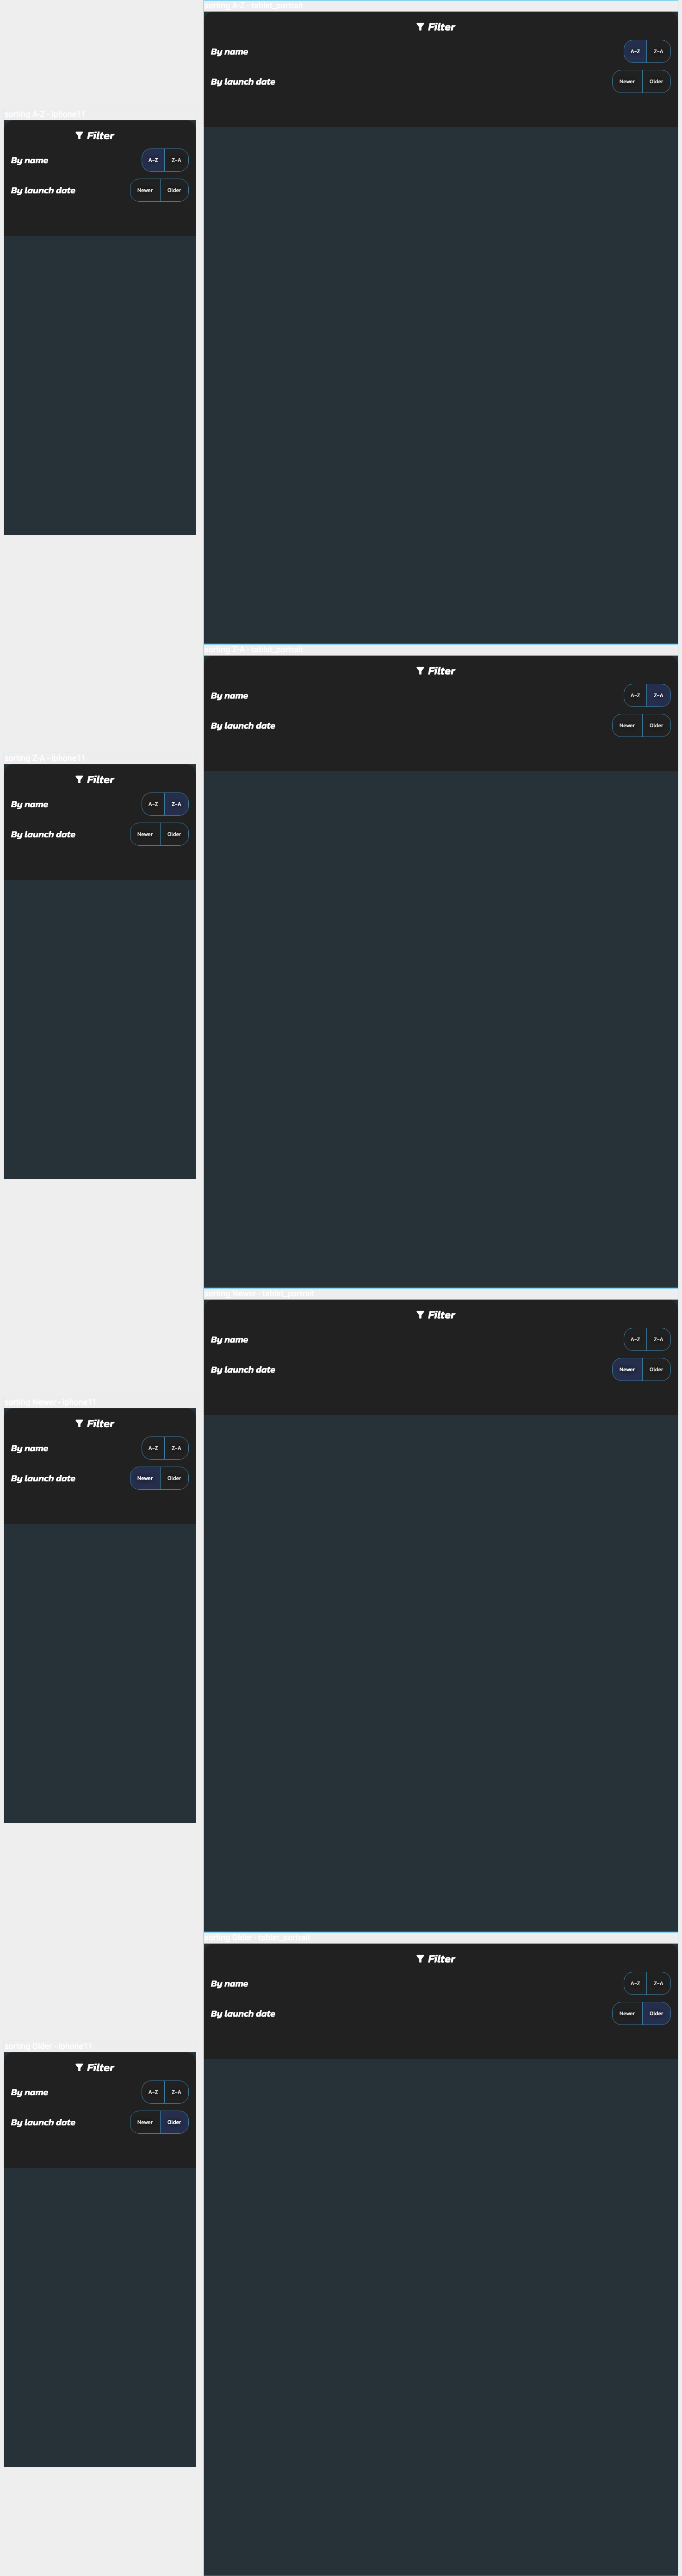 sorting A-Z - tablet_portrait
Filter
By name
A-Z Z-A
By launch date
Newer Older
sorting A-Z - iphone11
Filter
By name
A-Z Z-A
By launch date
Newer Older
sorting Z-A - tablet_portrait
Filter
By name
A-Z Z-A
By launch date
Newer Older
sorting Z-A - iphone11
Filter
By name
A-Z Z-A
By launch date
Newer Older
sorting Newer - tablet_portrait
Filter
By name
A-Z Z-A
By launch date
Newer Older
sorting Newer - iphone11
Filter
By name
A-Z Z-A
By launch date
Newer Older
sorting Older - tablet_portrait
Filter
By name
A-Z Z-A
By launch date
Newer Older
sorting Older - iphone11
Filter
By name
A-Z Z-A
By launch date
Newer Older